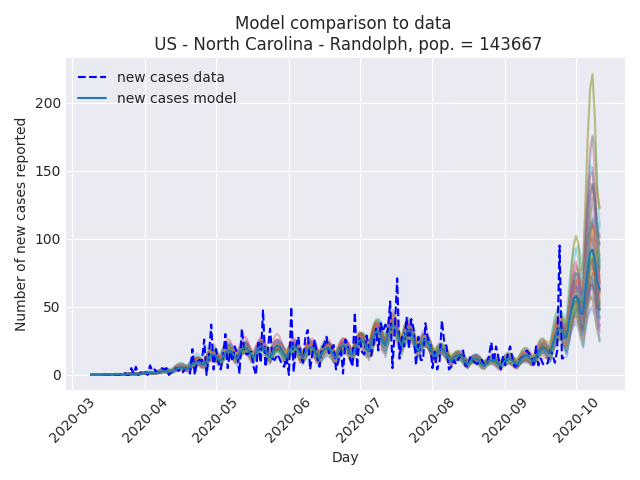 Model comparison to data
US - North Carolina - Randolph, pop. = 143667
new cases data
new cases model
Number of new cases reported
200
150
100
50
0
2020-03
2020-04
2020-05
2020-06
2020-07
2020-08
2020-09
2020-10
Day